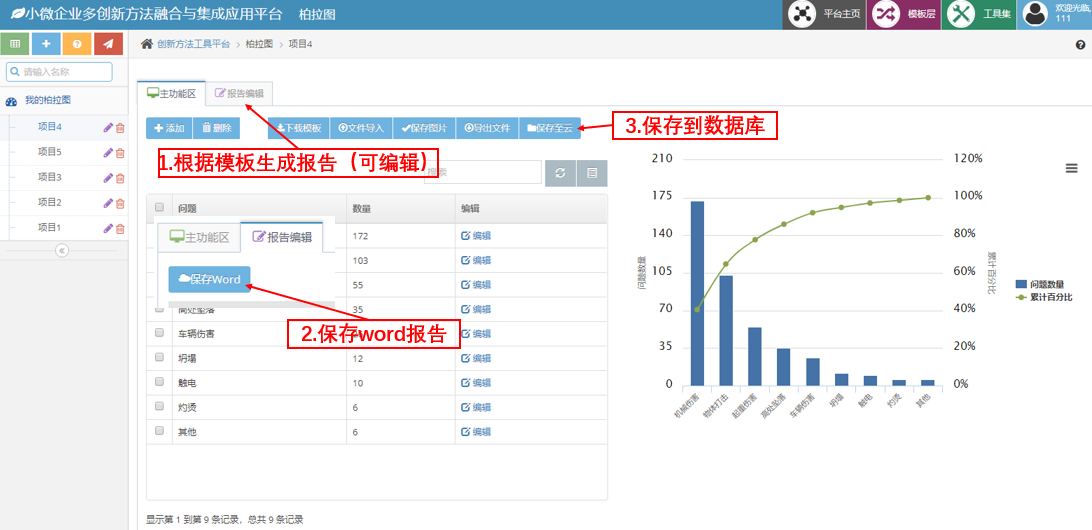 小微企业多创新方法融合与集成应用平台 柏拉图
平台主页 模板层 工具集 欢迎光临,
111
创新方法工具平台 > 柏拉图 > 项目4
请输入名称
我的柏拉图
项目4
项目5
项目3
项目2
项目1
主功能区 报告编辑
添加 删除 下载模板 文件导入 保存图片 导出文件 保存至云
3.保存到数据库
1.根据模板生成报告（可编辑）
搜索
问题 数量 编辑
172 编辑
103 编辑
55 编辑
高处坠落 35
车辆伤害 编辑
坍塌 12 编辑
触电 10 编辑
灼烫 6 编辑
其他 6 编辑
主功能区 报告编辑
保存Word
2.保存word报告
显示第 1 到第 9 条记录，总共 9 条记录
210 120%
175 100%
140 80%
105 60%
70 40%
35 20%
0 0%
问题数量
累计百分比
机械伤害 物体打击 起重伤害 高处坠落 车辆伤害 坍塌 触电 灼烫 其他
问题数量
累计百分比